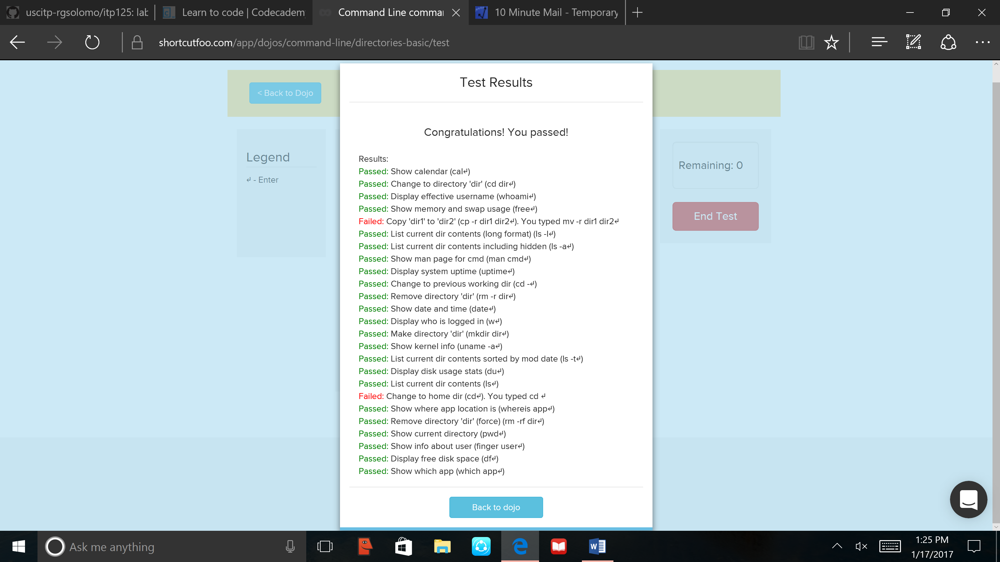 uscitp-rgsolomo/itp125: lab
Learn to code | Codecademy
Command Line comma
10 Minute Mail - Temporary
shortcutfoo.com/app/dojos/command-line/directories-basic/test
Test Results
< Back to Dojo
Congratulations! You passed!
Legend
↲ - Enter
Remaining: 0
End Test
Results:
Passed: Show calendar (cal↲)
Passed: Change to directory 'dir' (cd dir↲)
Passed: Display effective username (whoami↲)
Passed: Show memory and swap usage (free↲)
Failed: Copy 'dir1' to 'dir2' (cp -r dir1 dir2↲). You typed mv -r dir1 dir2↲
Passed: List current dir contents (long format) (ls -l↲)
Passed: List current dir contents including hidden (ls -a↲)
Passed: Show man page for cmd (man cmd↲)
Passed: Display system uptime (uptime↲)
Passed: Change to previous working dir (cd -↲)
Passed: Remove directory 'dir' (rm -r dir↲)
Passed: Show date and time (date↲)
Passed: Display who is logged in (w↲)
Passed: Make directory 'dir' (mkdir dir↲)
Passed: Show kernel info (uname -a↲)
Passed: List current dir contents sorted by mod date (ls -t↲)
Passed: Display disk usage stats (du↲)
Passed: List current dir contents (ls↲)
Failed: Change to home dir (cd↲). You typed cd ↲
Passed: Show where app location is (whereis app↲)
Passed: Remove directory 'dir' (force) (rm -rf dir↲)
Passed: Show current directory (pwd↲)
Passed: Show info about user (finger user↲)
Passed: Display free disk space (df↲)
Passed: Show which app (which app↲)
Back to dojo
Ask me anything
1:25 PM
1/17/2017